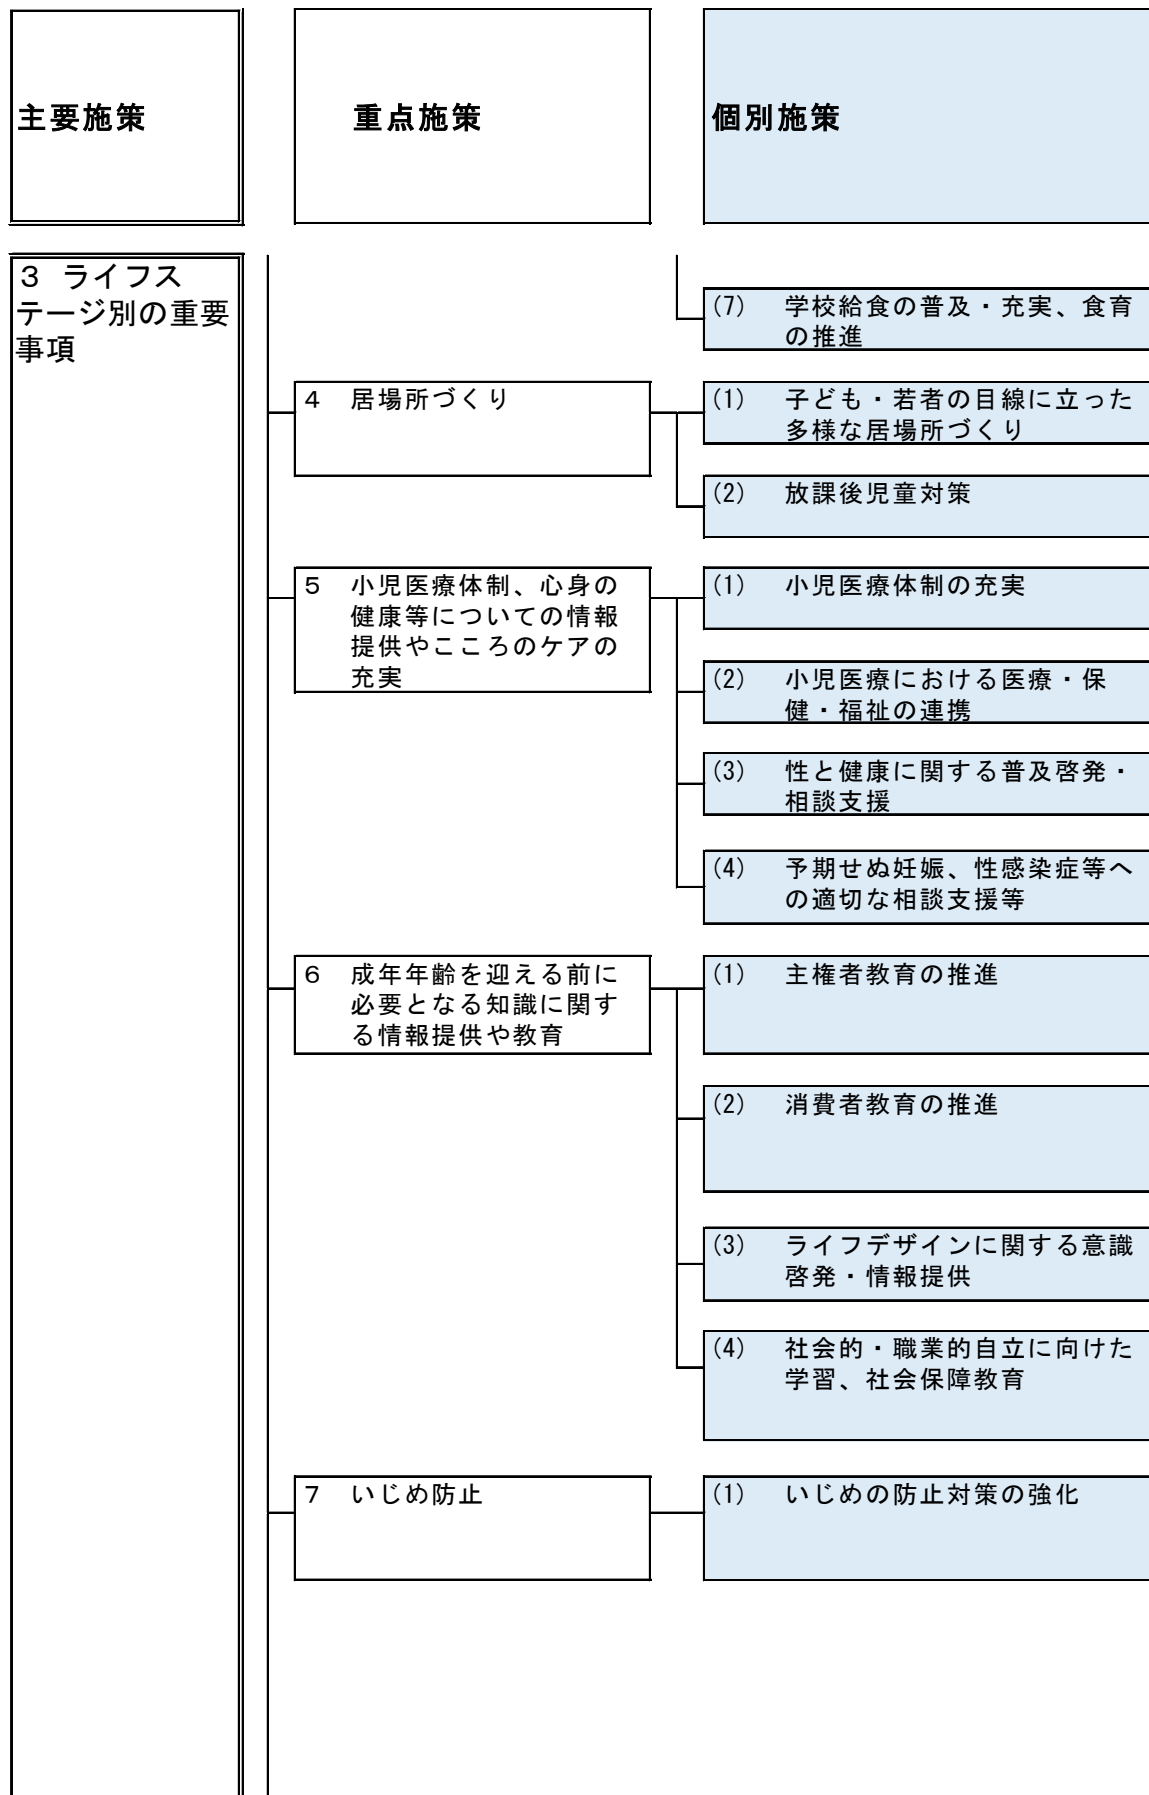 主要施策
重点施策
個別施策
３ ライフス
テージ別の重要
事項
(7) 学校給食の普及・充実、食育
の推進
4 居場所づくり
(1) 子ども・若者の目線に立った
多様な居場所づくり
(2) 放課後児童対策
5 小児医療体制、心身の
健康等についての情報
提供やこころのケアの
充実
(1) 小児医療体制の充実
(2) 小児医療における医療・保
健・福祉の連携
(3) 性と健康に関する普及啓発・
相談支援
(4) 予期せぬ妊娠、性感染症等へ
の適切な相談支援等
6 成年年齢を迎える前に
必要となる知識に関す
る情報提供や教育
(1) 主権者教育の推進
(2) 消費者教育の推進
(3) ライフデザインに関する意識
啓発・情報提供
(4) 社会的・職業的自立に向けた
学習、社会保障教育
7 いじめ防止
(1) いじめの防止対策の強化